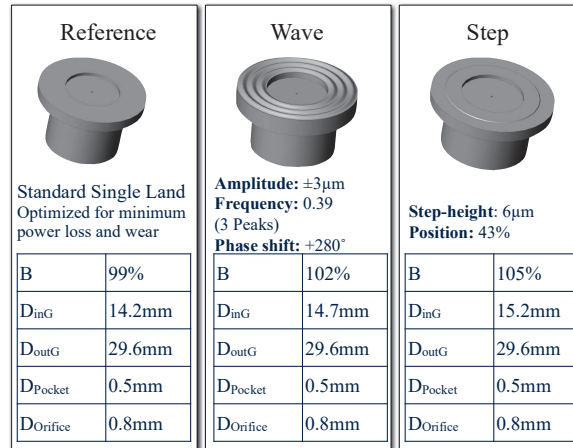 Reference
Standard Single Land
Optimized for minimum
power loss and wear
B 99%
DinG 14.2mm
DoutG 29.6mm
DPocket 0.5mm
DOrifice 0.8mm
Wave
Amplitude: ±3µm
Frequency: 0.39
(3 Peaks)
Phase shift: +280˚
B 102%
DinG 14.7mm
DoutG 29.6mm
DPocket 0.5mm
DOrifice 0.8mm
Step
Step-height: 6µm
Position: 43%
B 105%
DinG 15.2mm
DoutG 29.6mm
DPocket 0.5mm
DOrifice 0.8mm